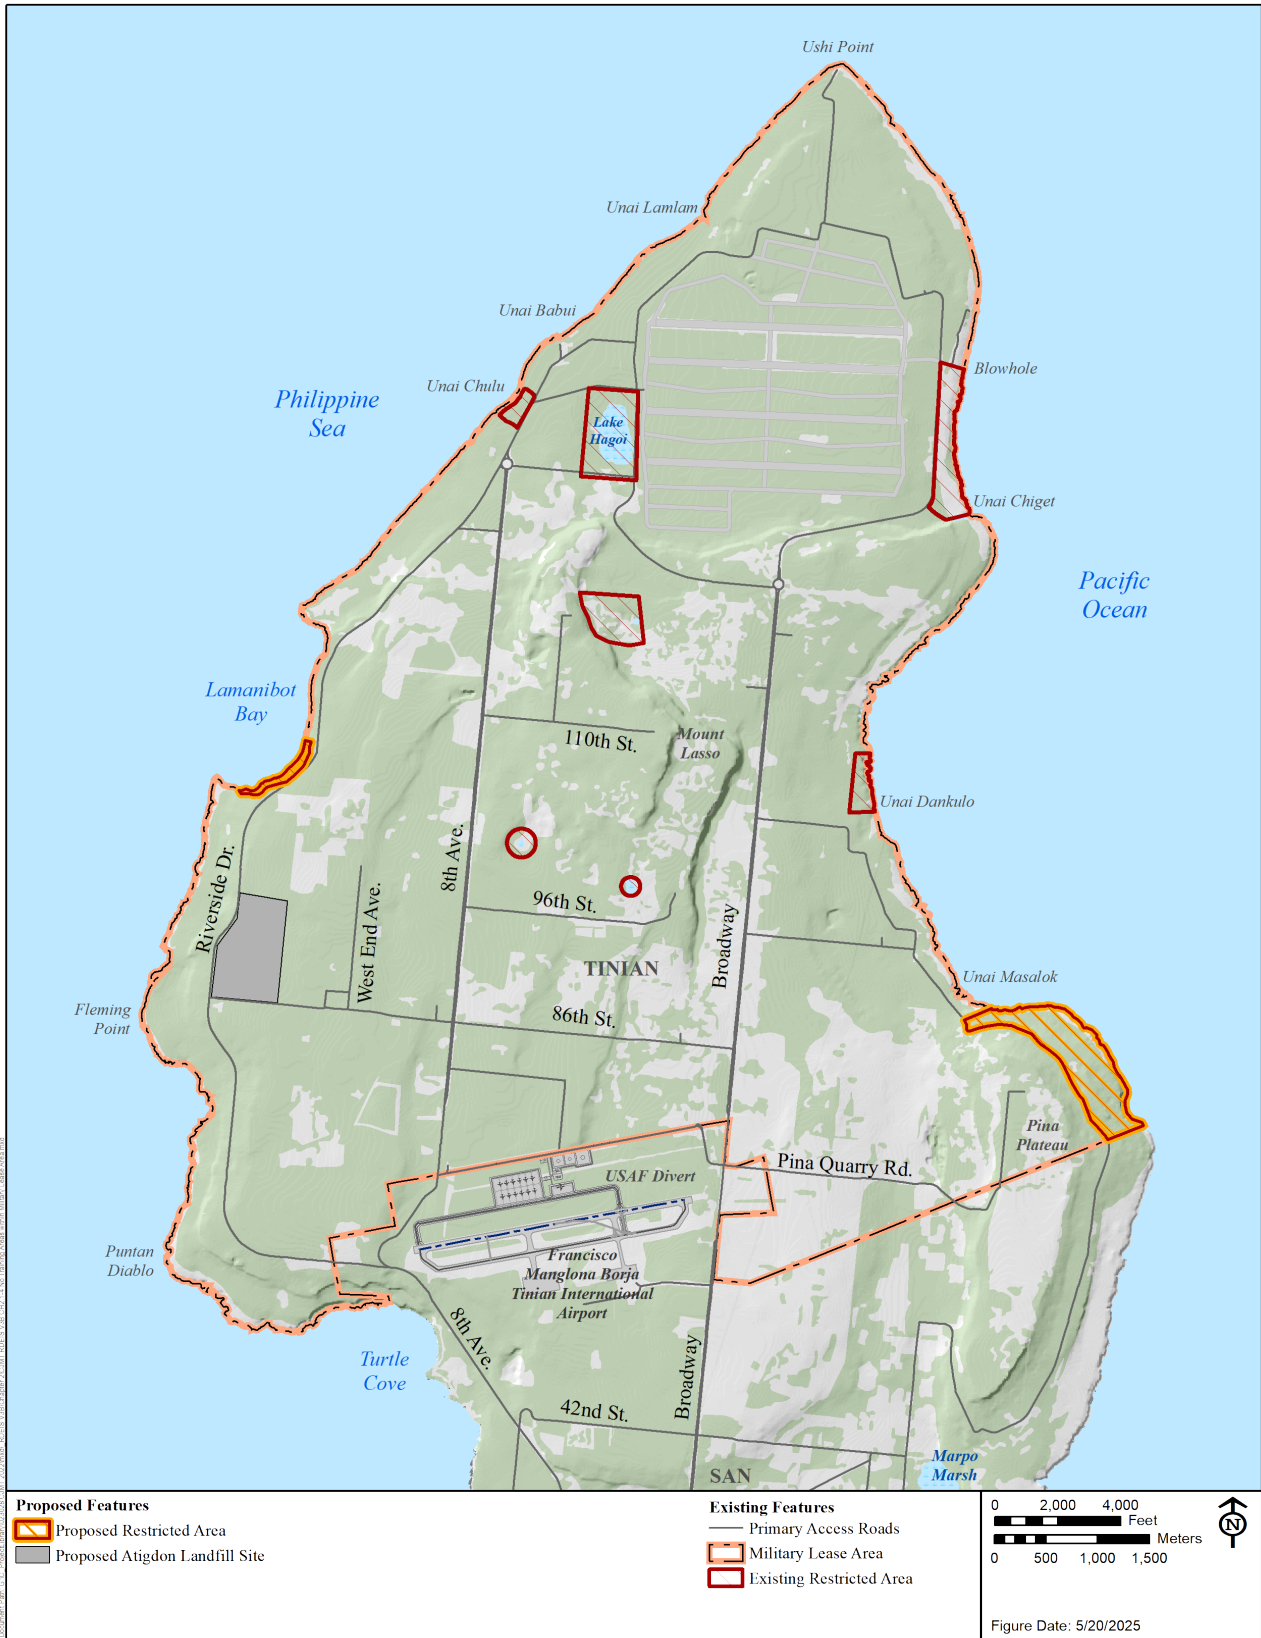 Ushi Point
Unai Lamlam
Unai Babui
Blowhole
Unai Chulu
Philippine
Sea
Lake
Hagoi
Unai Chiget
Pacific
Ocean
Lamanibot
Bay
110th St.
Mount
Lasso
Unai Dankulo
8th Ave.
Riverside Dr.
West End Ave.
96th St.
Broadway
TINIAN
Unai Masalok
Fleming
Point
86th St.
Pina
Plateau
Pina Quarry Rd.
USAF Divert
Puntan
Diablo
Francisco
Manglona Borja
Tinian International
Airport
8th Ave.
Turtle
Cove
Broadway
42nd St.
Marpo
Marsh
SAN
Proposed Features
Proposed Restricted Area
Proposed Atigdon Landfill Site
Existing Features
Primary Access Roads
Military Lease Area
Existing Restricted Area
0 2,000 4,000
Feet
Meters
0 500 1,000 1,500
N
Figure Date: 5/20/2025